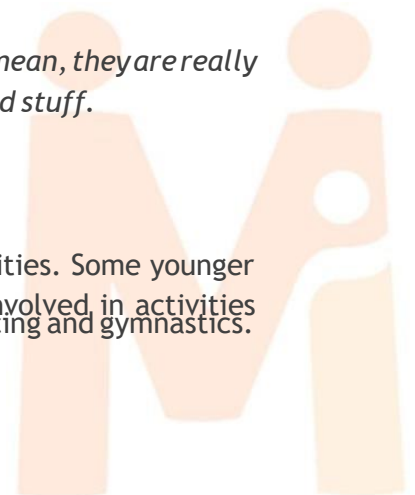 mean, they are really
d stuff.
ities. Some younger
nvolved in activities
ting and gymnastics.